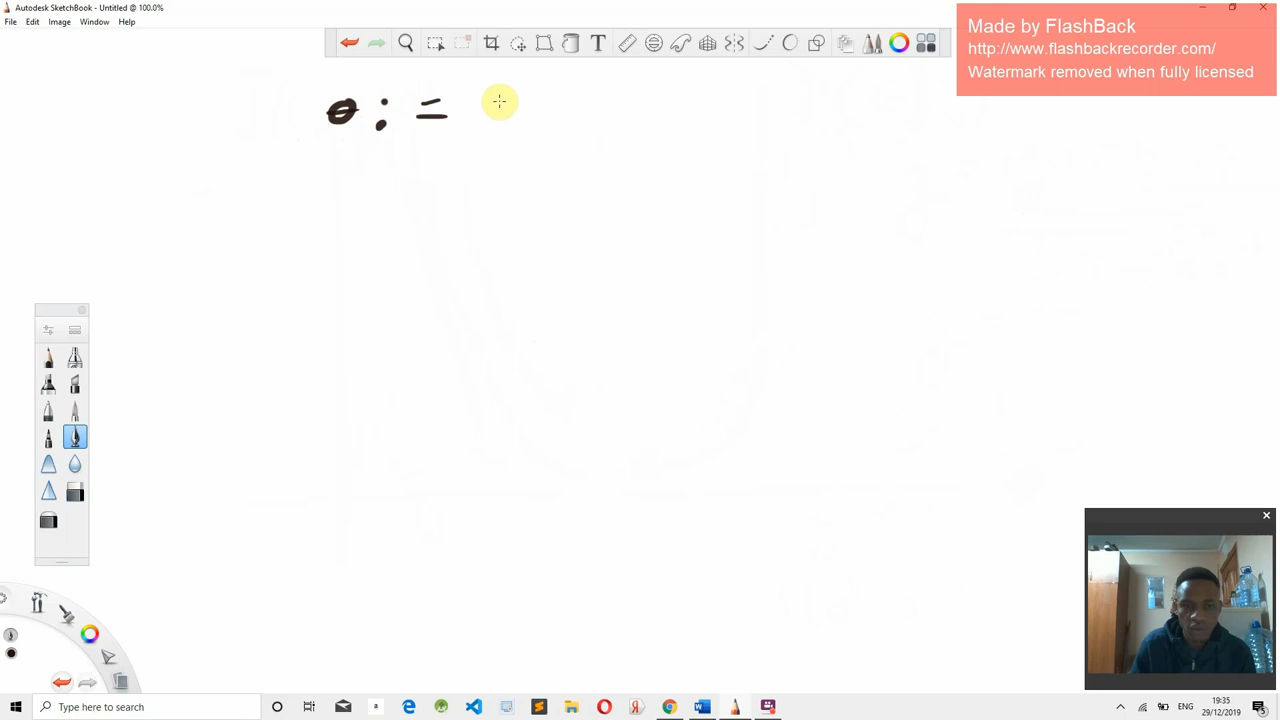 Autodesk SketchBook - Untitled @ 100.0%
File Edit Image Window Help
Made by FlashBack
http://www.flashbackrecorder.com/
Watermark removed when fully licensed
θ : =
T
Type here to search
a
Я
ENG
19:35
29/12/2019
5